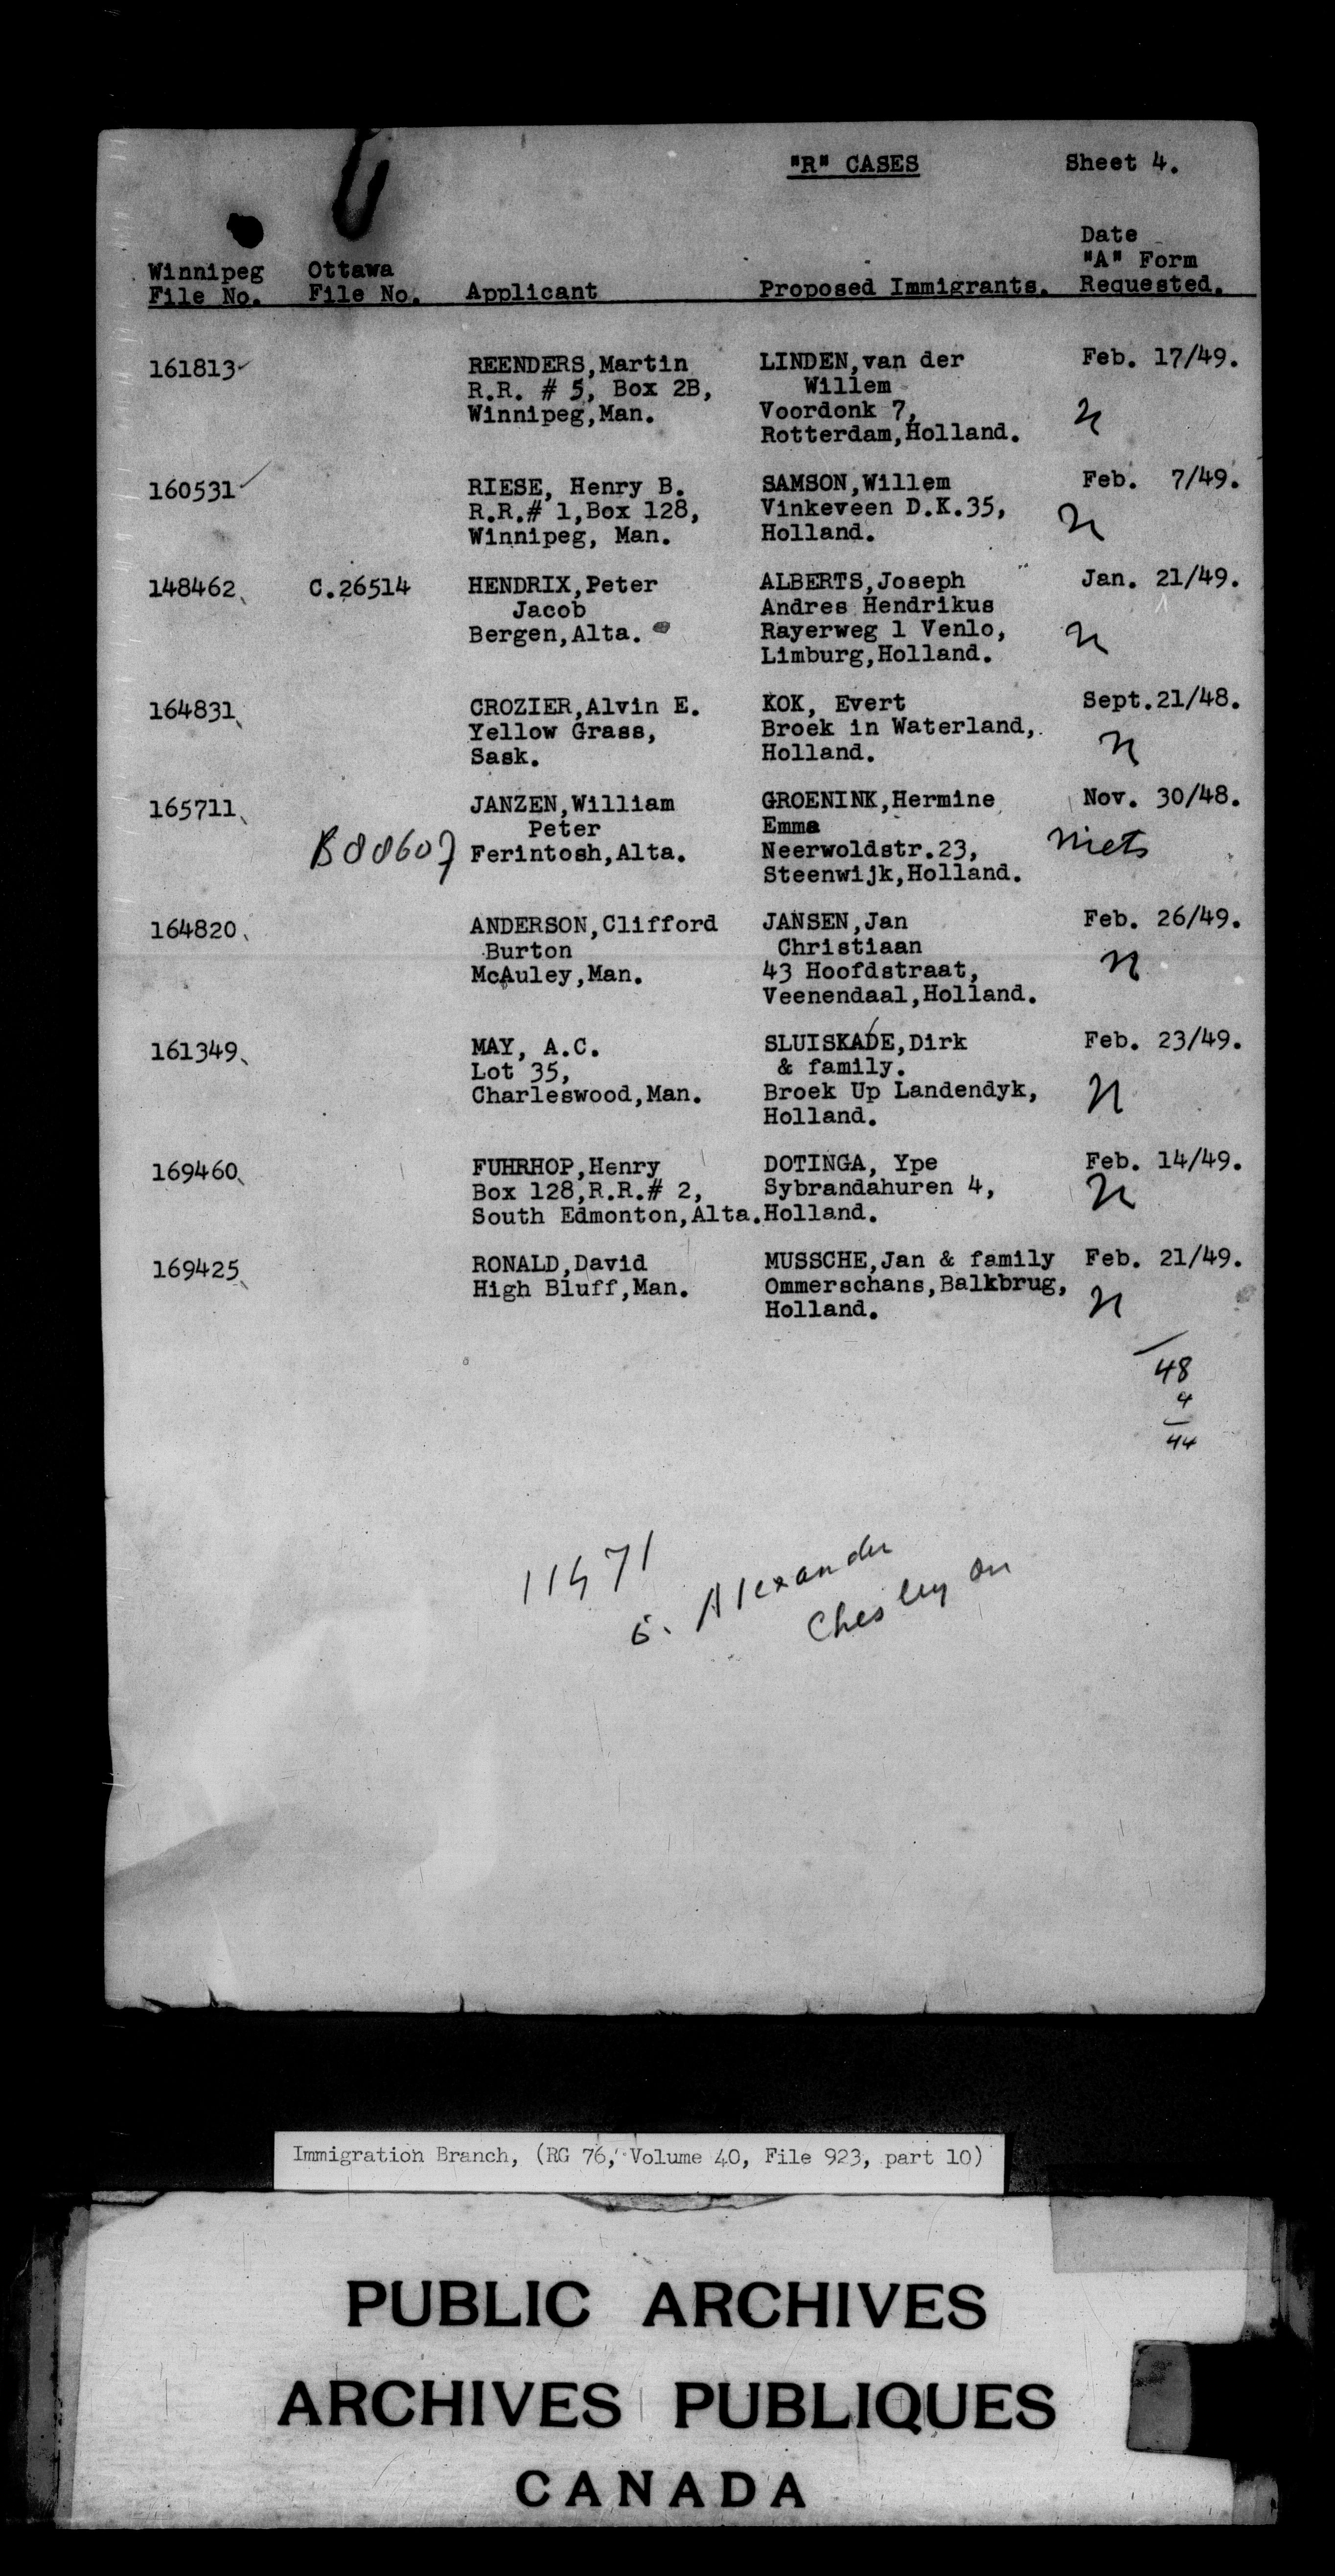 "R" CASES Sheet 4.
Date
"A" Form
Winnipeg Ottawa
File No. File No. Applicant Proposed Immigrants. Requested.
161813 REENDERS,Martin LINDEN,van der Feb. 17/49.
R.R. # 5, Box 2B, Willem
Winnipeg,Man. Voordonk 7, n
Rotterdam,Holland.
160531 RIESE, Henry B. SAMSON,Willem Feb. 7/49.
R.R.# 1,Box 128, Vinkeveen D.K.35, n
Winnipeg, Man. Holland.
148462 C.26514 HENDRIX,Peter ALBERTS,Joseph Jan. 21/49.
Jacob Andres Hendrikus
Bergen,Alta. Rayerweg 1 Venlo, n
Limburg,Holland.
164831 CROZIER,Alvin E. KOK, Evert Sept.21/48.
Yellow Grass, Broek in Waterland,
Sask. Holland. n
165711 JANZEN,William GROENINK,Hermine Nov. 30/48.
Peter Emma
B88607 Ferintosh,Alta. Neerwoldstr.23, niets
Steenwijk,Holland.
164820 ANDERSON,Clifford JANSEN,Jan Feb. 26/49.
Burton Christiaan
McAuley,Man. 43 Hoofdstraat, n
Veenendaal,Holland.
161349 MAY, A.C. SLUISKADE,Dirk Feb. 23/49.
Lot 35, & family.
Charleswood,Man. Broek Up Landendyk, n
Holland.
169460 FUHRHOP,Henry DOTINGA, Ype Feb. 14/49.
Box 128,R.R.# 2, Sybrandahuren 4, n
South Edmonton,Alta. Holland.
169425 RONALD,David MUSSCHE,Jan & family Feb. 21/49.
High Bluff,Man. Ommerschans,Balkbrug, n
Holland.
48
4
44
11471
Alexander
Chesley On
Immigration Branch, (RG 76, Volume 40, File 923, part 10)
PUBLIC ARCHIVES
ARCHIVES PUBLIQUES
CANADA